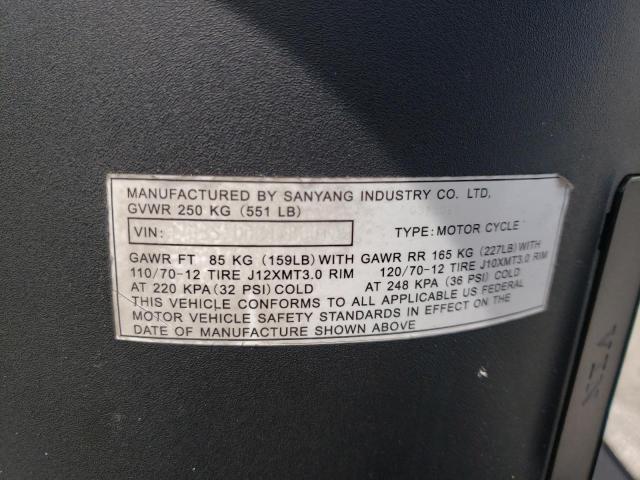 MANUFACTURED BY SANYANG INDUSTRY CO. LTD,
GVWR 250 KG (551 LB)
VIN: TYPE: MOTOR CYCLE
GAWR FT 85 KG (159LB) WITH GAWR RR 165 KG (227LB) WITH
110/70-12 TIRE J12XMT3.0 RIM 120/70-12 TIRE J10XMT3.0 RIM
AT 220 KPA (32 PSI) COLD AT 248 KPA (36 PSI) COLD
THIS VEHICLE CONFORMS TO ALL APPLICABLE US FEDERAL
MOTOR VEHICLE SAFETY STANDARDS IN EFFECT ON THE
DATE OF MANUFACTURE SHOWN ABOVE